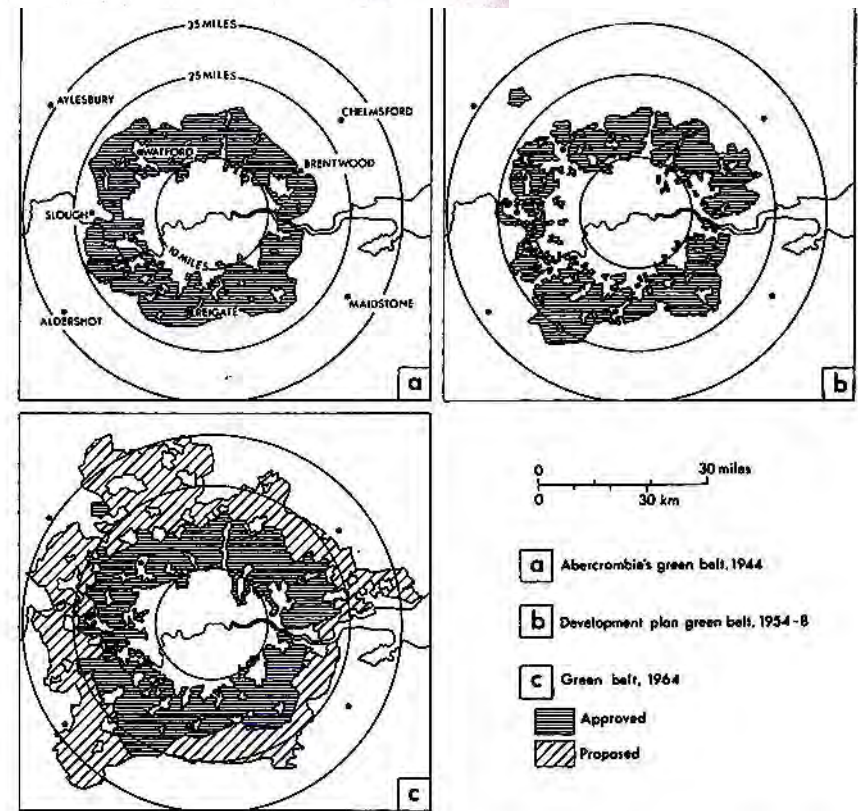 35 MILES
25 MILES
AYLESBURY
CHELMSFORD
WATFORD
BRENTWOOD
SLOUGH
10 MILES
REIGATE
MAIDSTONE
ALDERSHOT
a
b
c
0 30 miles
0 30 km
a Abercrombie's green belt, 1944
b Development plan green belt, 1954-8
c Green belt, 1964
Approved
Proposed